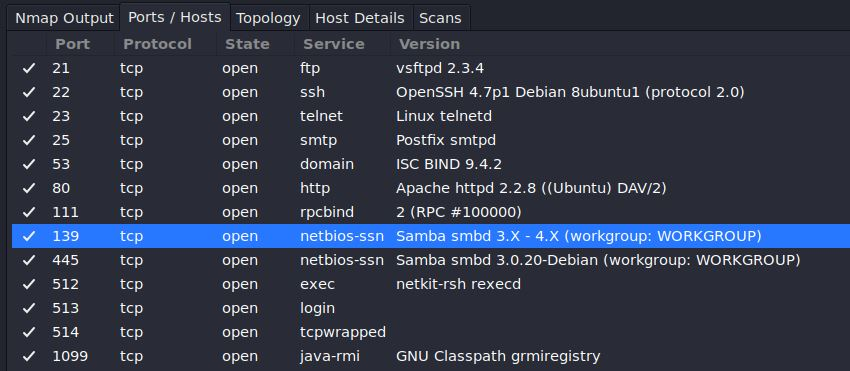 Nmap Output Ports / Hosts Topology Host Details Scans
Port Protocol State Service Version
21 tcp open ftp vsftpd 2.3.4
22 tcp open ssh OpenSSH 4.7p1 Debian 8ubuntu1 (protocol 2.0)
23 tcp open telnet Linux telnetd
25 tcp open smtp Postfix smtpd
53 tcp open domain ISC BIND 9.4.2
80 tcp open http Apache httpd 2.2.8 ((Ubuntu) DAV/2)
111 tcp open rpcbind 2 (RPC #100000)
139 tcp open netbios-ssn Samba smbd 3.X - 4.X (workgroup: WORKGROUP)
445 tcp open netbios-ssn Samba smbd 3.0.20-Debian (workgroup: WORKGROUP)
512 tcp open exec netkit-rsh rexecd
513 tcp open login
514 tcp open tcpwrapped
1099 tcp open java-rmi GNU Classpath grmiregistry